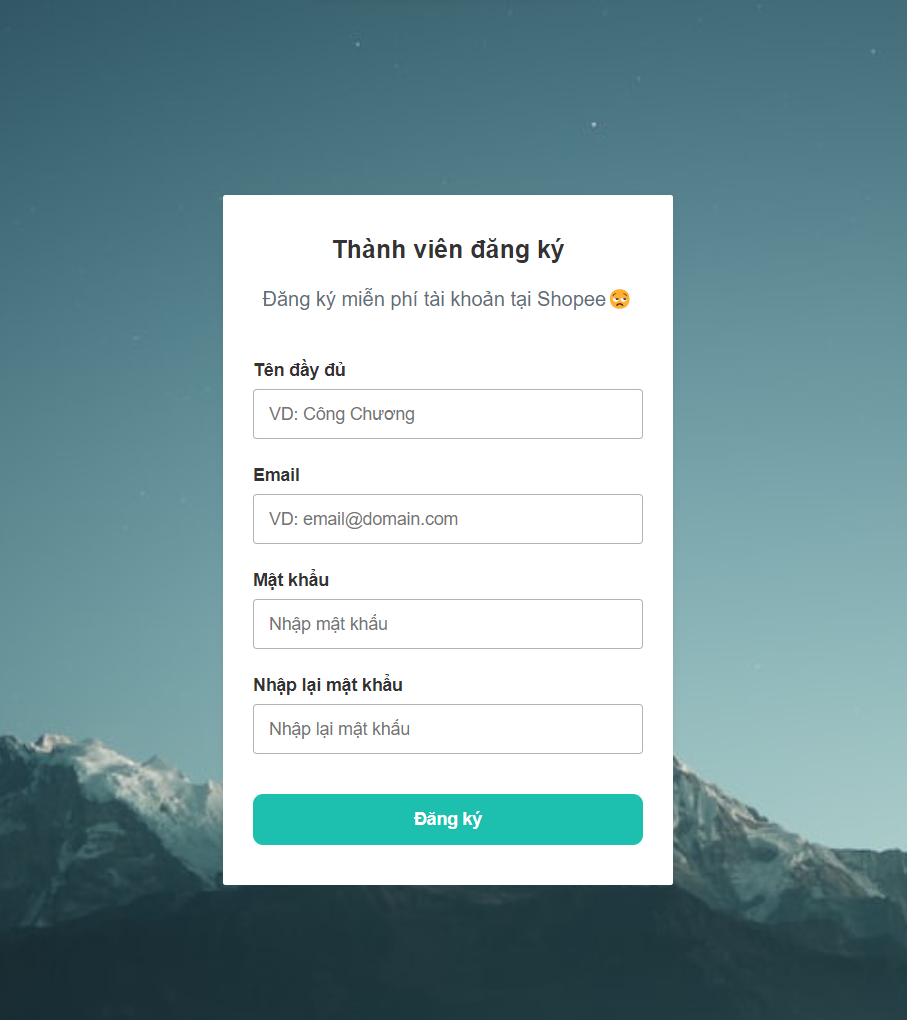 Thành viên đăng ký
Đăng ký miễn phí tài khoản tại Shopee😞
Tên đầy đủ
VD: Công Chương
Email
VD: email@domain.com
Mật khẩu
Nhập mật khẩu
Nhập lại mật khẩu
Nhập lại mật khẩu
Đăng ký